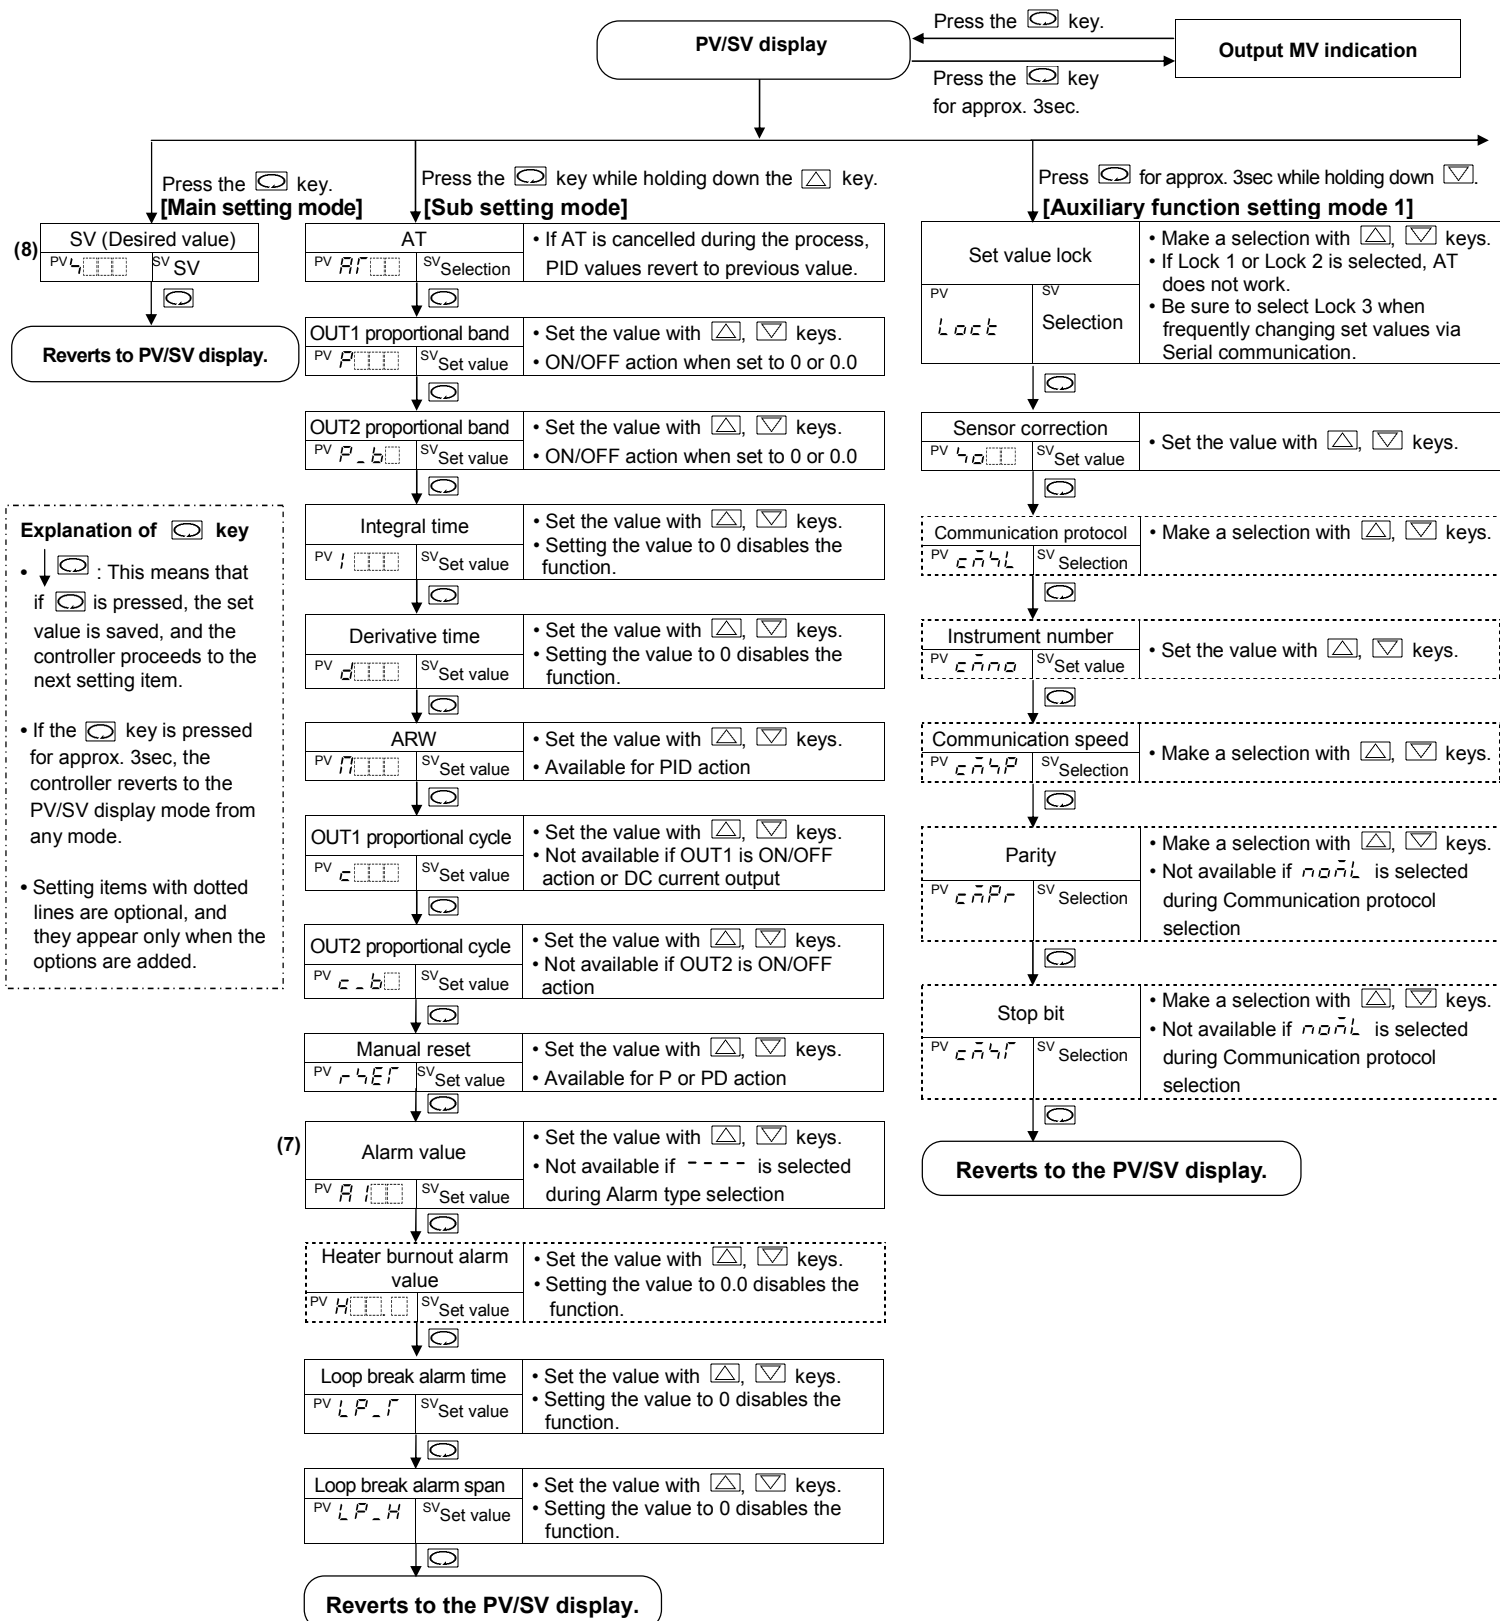 PV/SV display
Press the key.
Output MV indication
Press the key
for approx. 3sec.
Press the key.
[Main setting mode]
(8)
SV (Desired value)
PV SV SV
Reverts to PV/SV display.
Explanation of key
• : This means that
if is pressed, the set
value is saved, and the
controller proceeds to the
next setting item.
• If the key is pressed
for approx. 3sec, the
controller reverts to the
PV/SV display mode from
any mode.
• Setting items with dotted
lines are optional, and
they appear only when the
options are added.
Press the key while holding down the key.
[Sub setting mode]
AT
PV AT SV Selection
• If AT is cancelled during the process,
PID values revert to previous value.
OUT1 proportional band
PV P SV Set value
• Set the value with , keys.
• ON/OFF action when set to 0 or 0.0
OUT2 proportional band
PV P_b SV Set value
• Set the value with , keys.
• ON/OFF action when set to 0 or 0.0
Integral time
PV I SV Set value
• Set the value with , keys.
• Setting the value to 0 disables the
function.
Derivative time
PV d SV Set value
• Set the value with , keys.
• Setting the value to 0 disables the
function.
ARW
PV SV Set value
• Set the value with , keys.
• Available for PID action
OUT1 proportional cycle
PV c SV Set value
• Set the value with , keys.
• Not available if OUT1 is ON/OFF
action or DC current output
OUT2 proportional cycle
PV c_b SV Set value
• Set the value with , keys.
• Not available if OUT2 is ON/OFF
action
Manual reset
PV rSET SV Set value
• Set the value with , keys.
• Available for P or PD action
(7)
Alarm value
PV A1 SV Set value
• Set the value with , keys.
• Not available if ---- is selected
during Alarm type selection
Heater burnout alarm
value
PV H . SV Set value
• Set the value with , keys.
• Setting the value to 0.0 disables the
function.
Loop break alarm time
PV LP_T SV Set value
• Set the value with , keys.
• Setting the value to 0 disables the
function.
Loop break alarm span
PV LP_H SV Set value
• Set the value with , keys.
• Setting the value to 0 disables the
function.
Reverts to the PV/SV display.
Press for approx. 3sec while holding down .
[Auxiliary function setting mode 1]
Set value lock
PV Lock SV Selection
• Make a selection with , keys.
• If Lock 1 or Lock 2 is selected, AT
does not work.
• Be sure to select Lock 3 when
frequently changing set values via
Serial communication.
Sensor correction
PV So SV Set value
• Set the value with , keys.
Communication protocol
PV cmSL SV Selection
• Make a selection with , keys.
Instrument number
PV cmno SV Set value
• Set the value with , keys.
Communication speed
PV cmSP SV Selection
• Make a selection with , keys.
Parity
PV cmPr SV Selection
• Make a selection with , keys.
• Not available if nomL is selected
during Communication protocol
selection
Stop bit
PV cmST SV Selection
• Make a selection with , keys.
• Not available if nomL is selected
during Communication protocol
selection
Reverts to the PV/SV display.